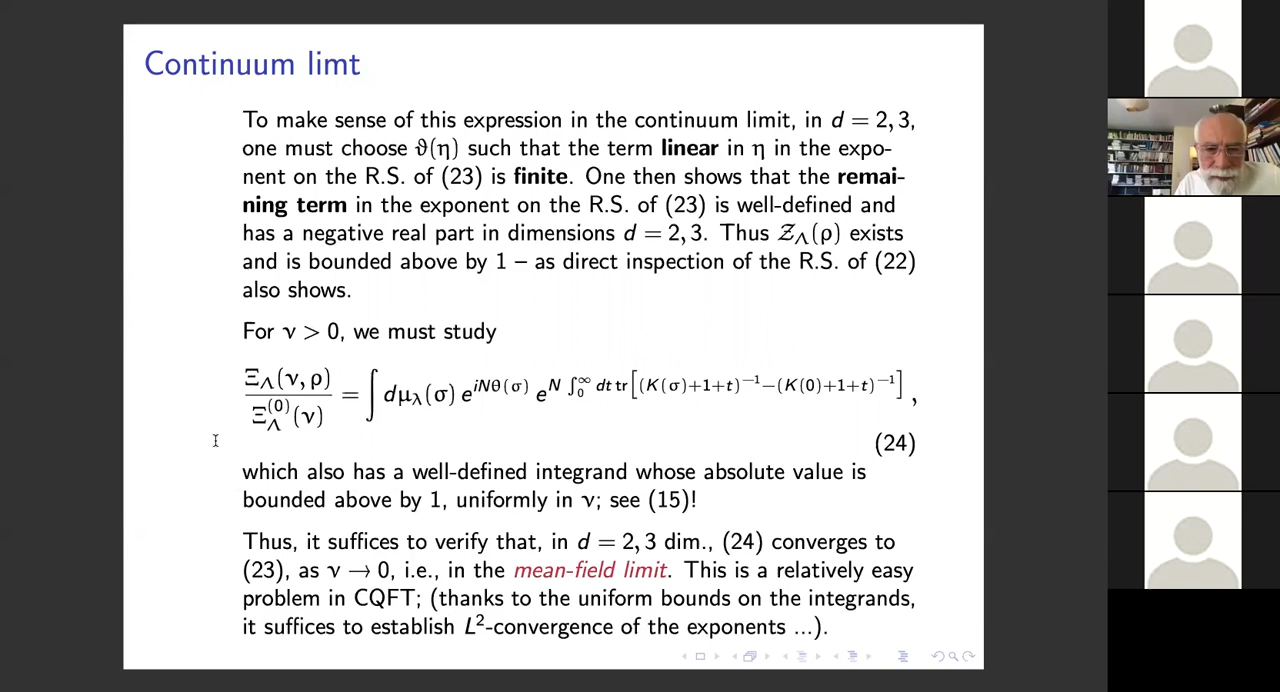 Continuum limt
To make sense of this expression in the continuum limit, in d = 2, 3,
one must choose ϑ(η) such that the term linear in η in the expo-
nent on the R.S. of (23) is finite. One then shows that the remai-
ning term in the exponent on the R.S. of (23) is well-defined and
has a negative real part in dimensions d = 2, 3. Thus 𝒵_Λ(ρ) exists
and is bounded above by 1 – as direct inspection of the R.S. of (22)
also shows.
For ν > 0, we must study
Ξ_Λ(ν,ρ) / Ξ_Λ^(0)(ν) = ∫ dμ_λ(σ) e^{iNθ(σ)} e^{N ∫_0^∞ dt tr[(K(σ)+1+t)^{-1}−(K(0)+1+t)^{-1}]} ,
(24)
which also has a well-defined integrand whose absolute value is
bounded above by 1, uniformly in ν; see (15)!
Thus, it suffices to verify that, in d = 2, 3 dim., (24) converges to
(23), as ν → 0, i.e., in the mean-field limit. This is a relatively easy
problem in CQFT; (thanks to the uniform bounds on the integrands,
it suffices to establish L²-convergence of the exponents ...).